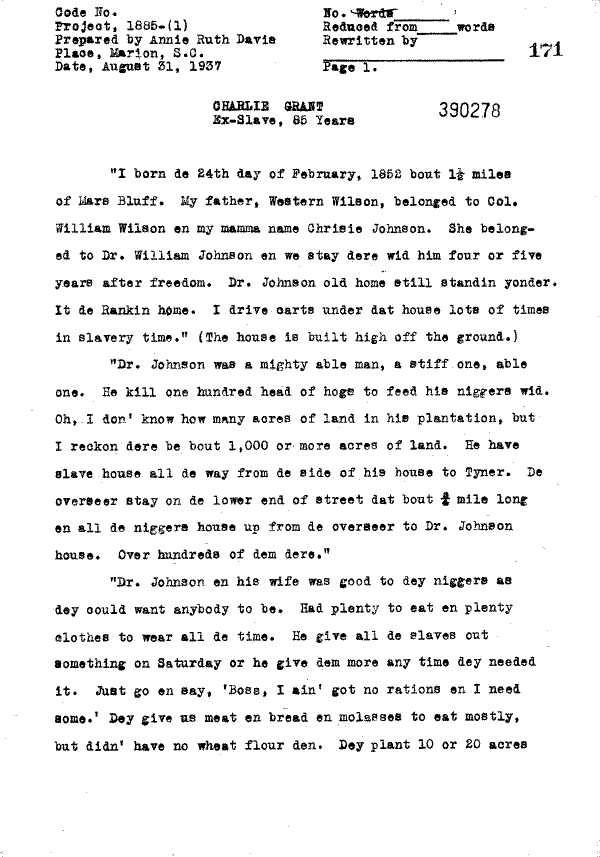 Code No.
Project, 1885-(1)
Prepared by Annie Ruth Davis
Place, Marion, S.C.
Date, August 31, 1937
No. Words
Reduced from words
Rewritten by
171
Page 1.
CHARLIE GRANT
Ex-Slave, 85 Years
390278
"I born de 24th day of February, 1852 bout 1½ miles
of Mars Bluff. My father, Western Wilson, belonged to Col.
William Wilson en my mamma name Chrisie Johnson. She belong-
ed to Dr. William Johnson en we stay dere wid him four or five
years after freedom. Dr. Johnson old home still standin yonder.
It de Rankin home. I drive carts under dat house lots of times
in slavery time." (The house is built high off the ground.)
"Dr. Johnson was a mighty able man, a stiff one, able
one. He kill one hundred head of hogs to feed his niggers wid.
Oh, I don' know how many acres of land in his plantation, but
I reckon dere be bout 1,000 or more acres of land. He have
slave house all de way from de side of his house to Tyner. De
overseer stay on de lower end of street dat bout ¾ mile long
en all de niggers house up from de overseer to Dr. Johnson
house. Over hundreds of dem dere."
"Dr. Johnson en his wife was good to dey niggers as
dey could want anybody to be. Had plenty to eat en plenty
clothes to wear all de time. He give all de slaves out
something on Saturday or he give dem more any time dey needed
it. Just go en say, 'Boss, I ain' got no rations en I need
some.' Dey give us meat en bread en molasses to eat mostly,
but didn' have no wheat flour den. Dey plant 10 or 20 acres